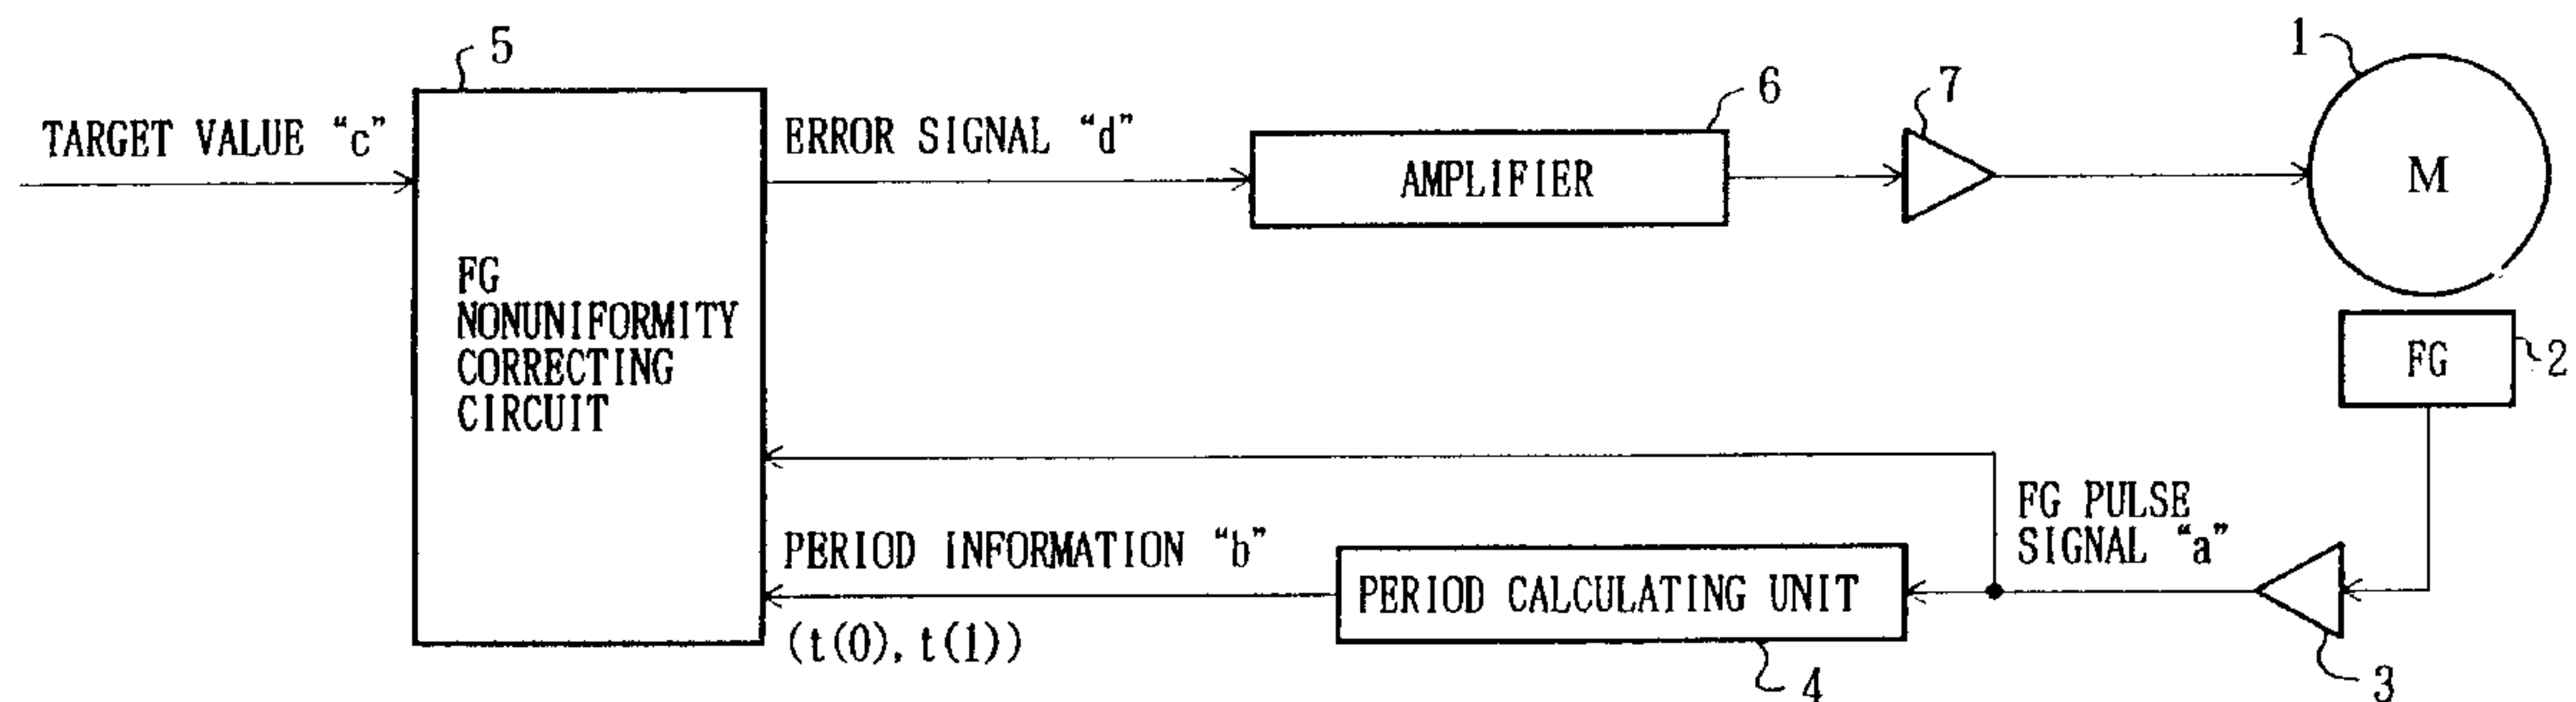 5
TARGET VALUE “c”
ERROR SIGNAL “d”
6
AMPLIFIER
7
1
M
FG
NONUNIFORMITY
CORRECTING
CIRCUIT
FG
2
FG PULSE
SIGNAL “a”
PERIOD INFORMATION “b”
(t(0), t(1))
PERIOD CALCULATING UNIT
4
3